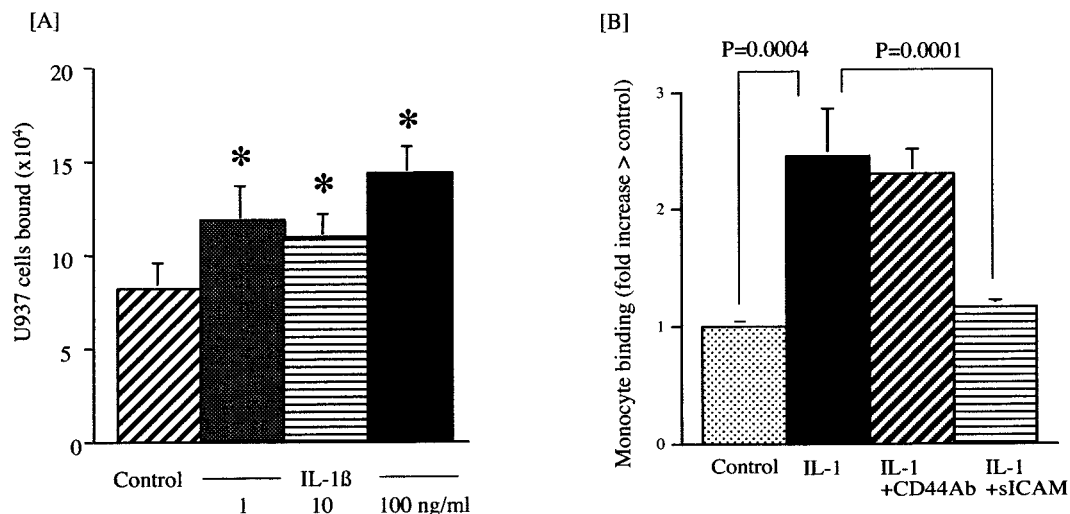 [A]
U937 cells bound (x10⁴)
20
15
10
5
0
*
*
*
Control
IL-1ß
1
10
100 ng/ml
[B]
P=0.0004
P=0.0001
Monocyte binding (fold increase > control)
3
2
1
0
Control
IL-1
IL-1
+CD44Ab
IL-1
+sICAM